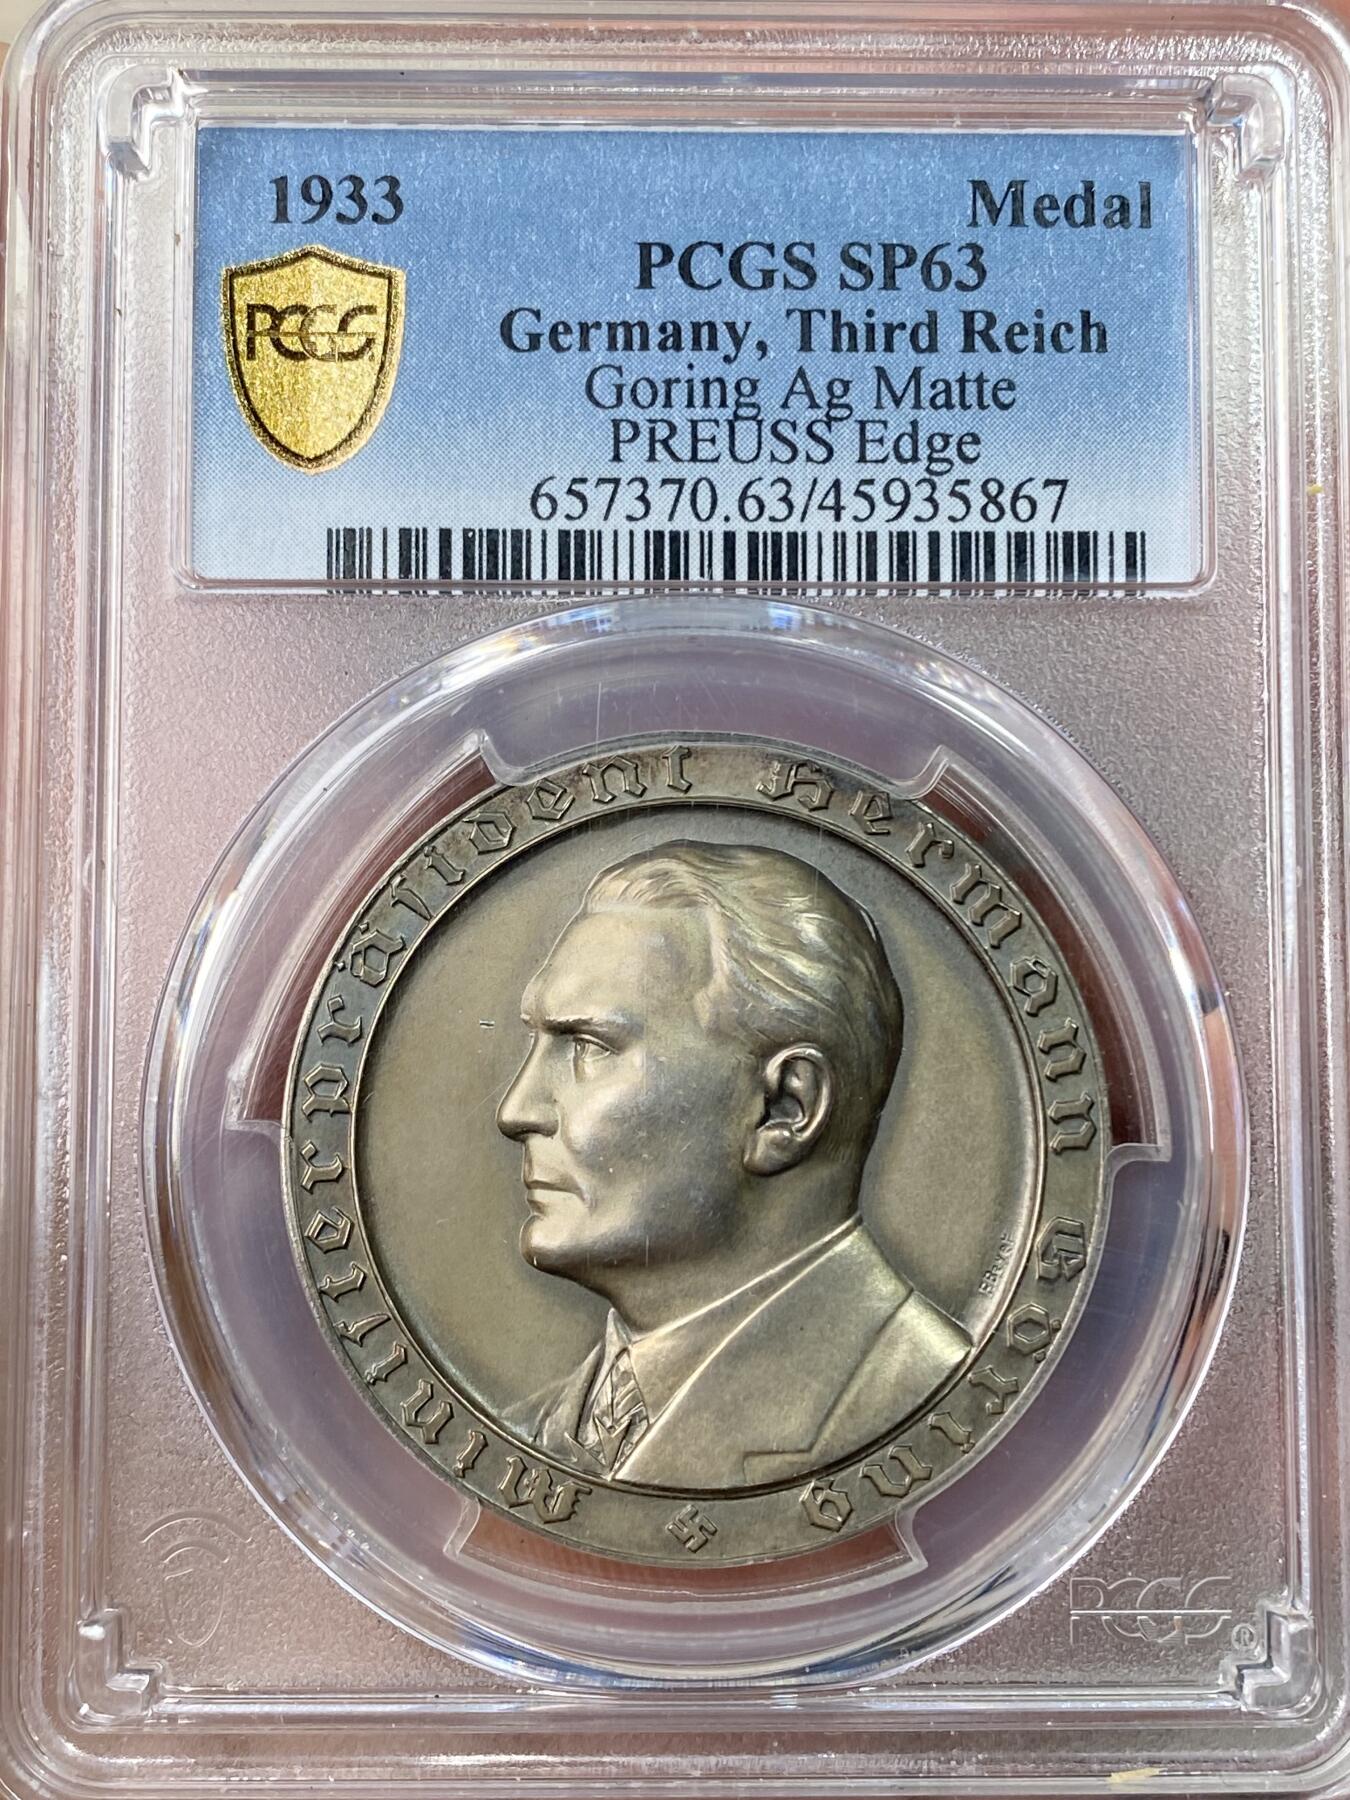 1933 Medal
PCGS SP63
PCGS
Germany, Third Reich
Goring Ag Matte
PREUSS Edge
657370.63/45935867
Miniſterpräſident Hermann Göring
F.BEYER
PCGS ®